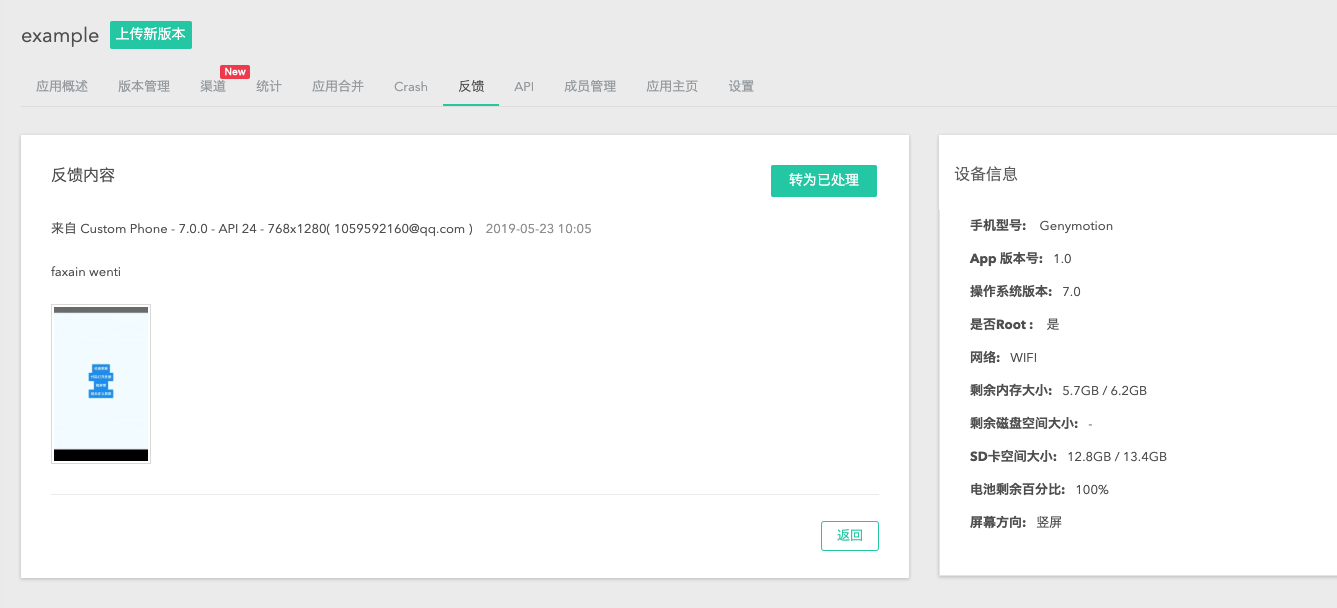 example 上传新版本
应用概述 版本管理 渠道 New 统计 应用合并 Crash 反馈 API 成员管理 应用主页 设置
反馈内容
转为已处理
来自 Custom Phone - 7.0.0 - API 24 - 768x1280( 1059592160@qq.com ) 2019-05-23 10:05
faxain wenti
返回
设备信息
手机型号: Genymotion
App 版本号: 1.0
操作系统版本: 7.0
是否Root : 是
网络: WIFI
剩余内存大小: 5.7GB / 6.2GB
剩余磁盘空间大小: -
SD卡空间大小: 12.8GB / 13.4GB
电池剩余百分比: 100%
屏幕方向: 竖屏